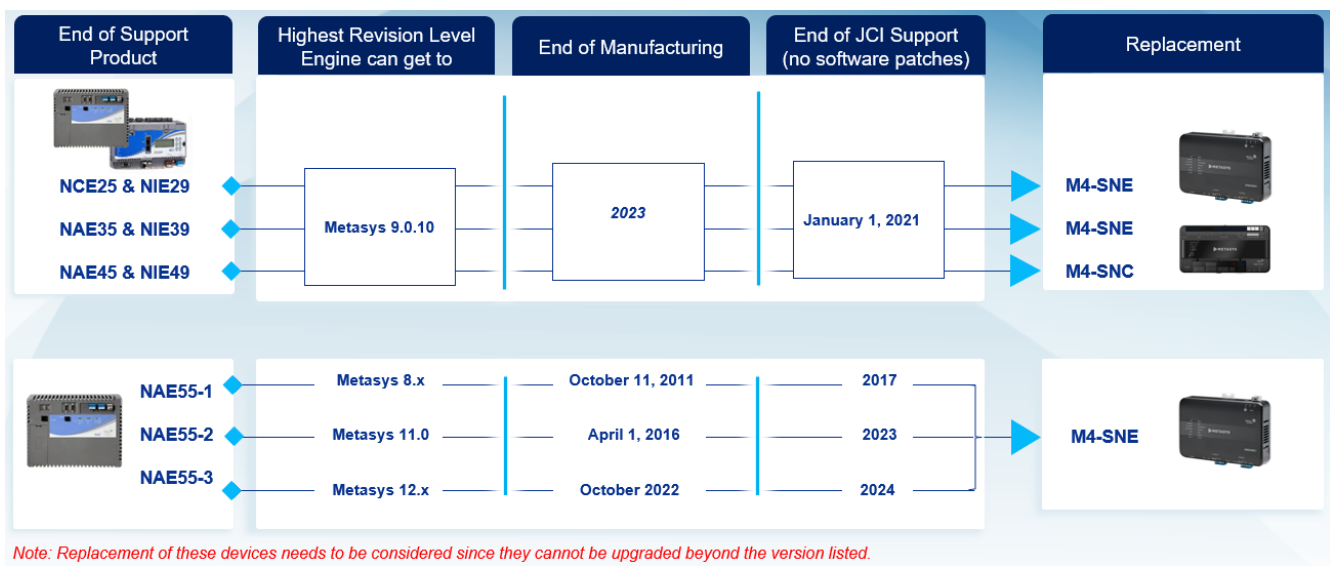 End of Support
Product
Highest Revision Level
Engine can get to
End of Manufacturing
End of JCI Support
(no software patches)
Replacement
NCE25 & NIE29
NAE35 & NIE39
NAE45 & NIE49
Metasys 9.0.10
2023
January 1, 2021
M4-SNE
M4-SNE
M4-SNC
METASYS
METASYS
NAE55-1
Metasys 8.x
October 11, 2011
2017
NAE55-2
Metasys 11.0
April 1, 2016
2023
M4-SNE
NAE55-3
Metasys 12.x
October 2022
2024
METASYS
Note: Replacement of these devices needs to be considered since they cannot be upgraded beyond the version listed.